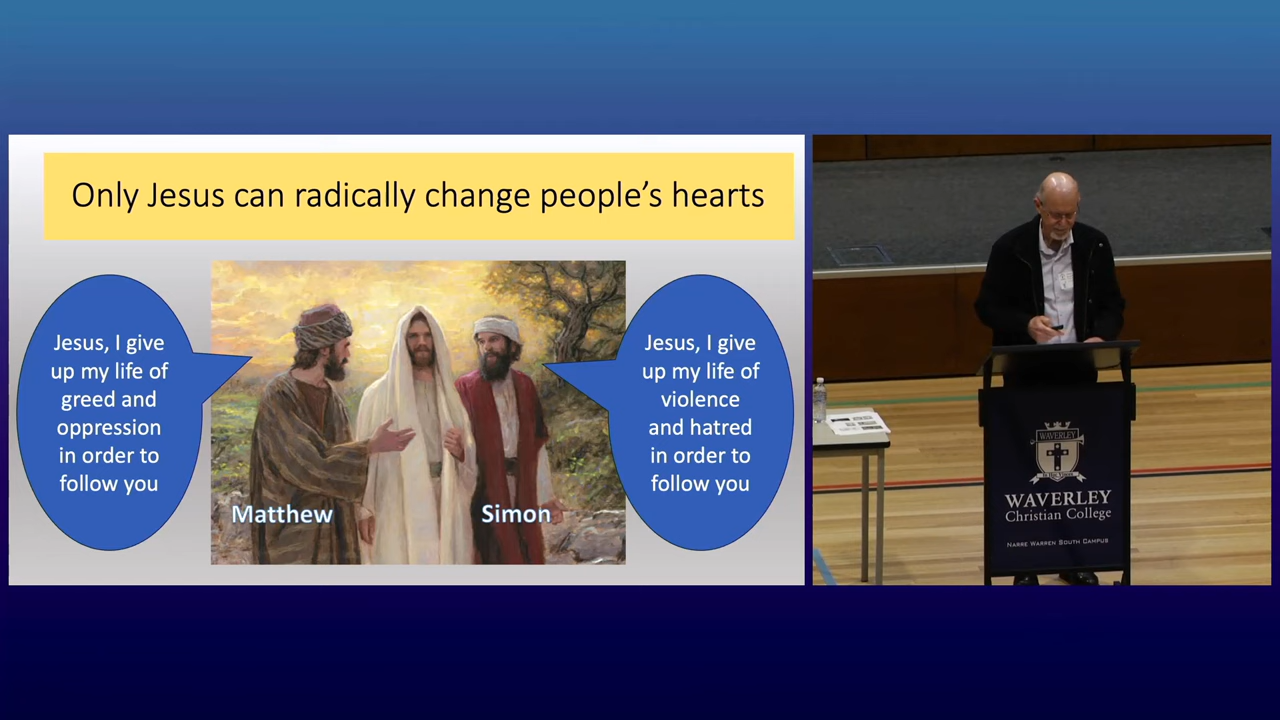 Only Jesus can radically change people's hearts
Jesus, I give
up my life of
greed and
oppression
in order to
follow you
Matthew
Simon
Jesus, I give
up my life of
violence
and hatred
in order to
follow you
WAVERLEY
WAVERLEY
Christian College
Narre Warren South Campus